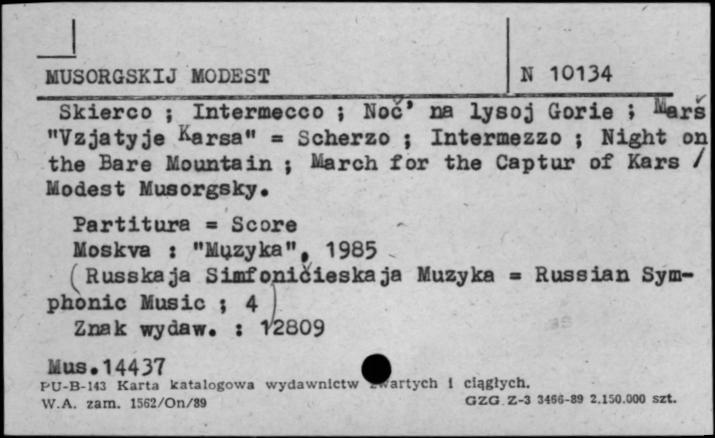 MUSORGSKIJ MODEST N 10134
Skierco ; Intermecco ; Noč' na lysoj Gorie ; Marš
"Vzjatyje Karsa" = Scherzo ; Intermezzo ; Night on
the Bare Mountain ; March for the Captur of Kars /
Modest Musorgsky.
Partitura = Score
Moskva : "Muzyka", 1985
(Russkaja Simfoničieskaja Muzyka = Russian Sym-
phonic Music ; 4)
Znak wydaw. : 12809
Mus.14437
PU-B-143 Karta katalogowa wydawnictw zwartych i ciągłych.
W.A. zam. 1562/On/89 GZG Z-3 3466-89 2.150.000 szt.